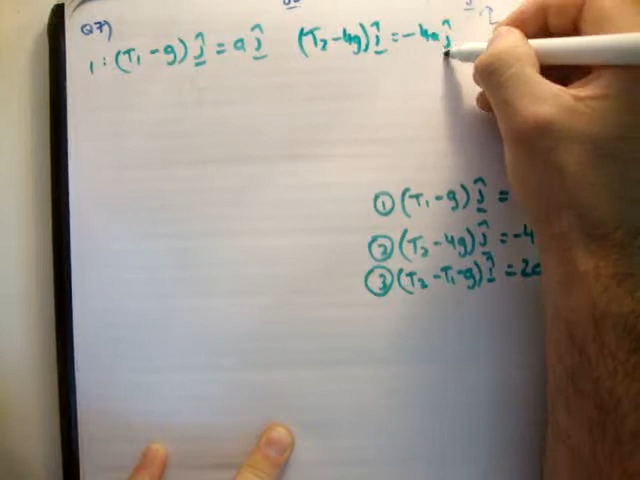 Q7)
1: (T₁ - g) ĵ = a ĵ (T₂ - 4g) ĵ = -4a ĵ
① (T₁ - g) ĵ =
② (T₂ - 4g) ĵ = -4
③ (T₂ - T₁ - g) î = 2